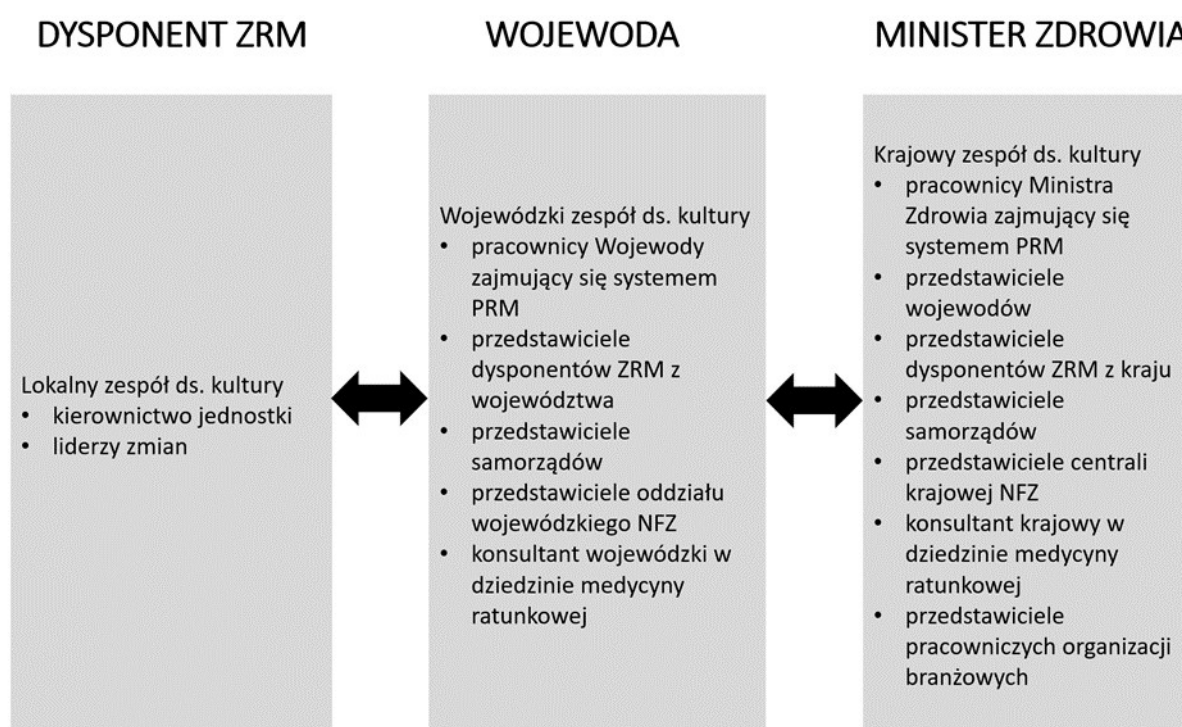 DYSPONENT ZRM
WOJEWODA
MINISTER ZDROWIA
Lokalny zespół ds. kultury
• kierownictwo jednostki
• liderzy zmian
Wojewódzki zespół ds. kultury
• pracownicy Wojewody
zajmujący się systemem
PRM
• przedstawiciele
dysponentów ZRM z
województwa
• przedstawiciele
samorządów
• przedstawiciele oddziału
wojewódzkiego NFZ
• konsultant wojewódzki w
dziedzinie medycyny
ratunkowej
Krajowy zespół ds. kultury
• pracownicy Ministra
Zdrowia zajmujący się
systemem PRM
• przedstawiciele
wojewodów
• przedstawiciele
dysponentów ZRM z kraju
• przedstawiciele
samorządów
• przedstawiciele centrali
krajowej NFZ
• konsultant krajowy w
dziedzinie medycyny
ratunkowej
• przedstawiciele
pracowniczych organizacji
branżowych